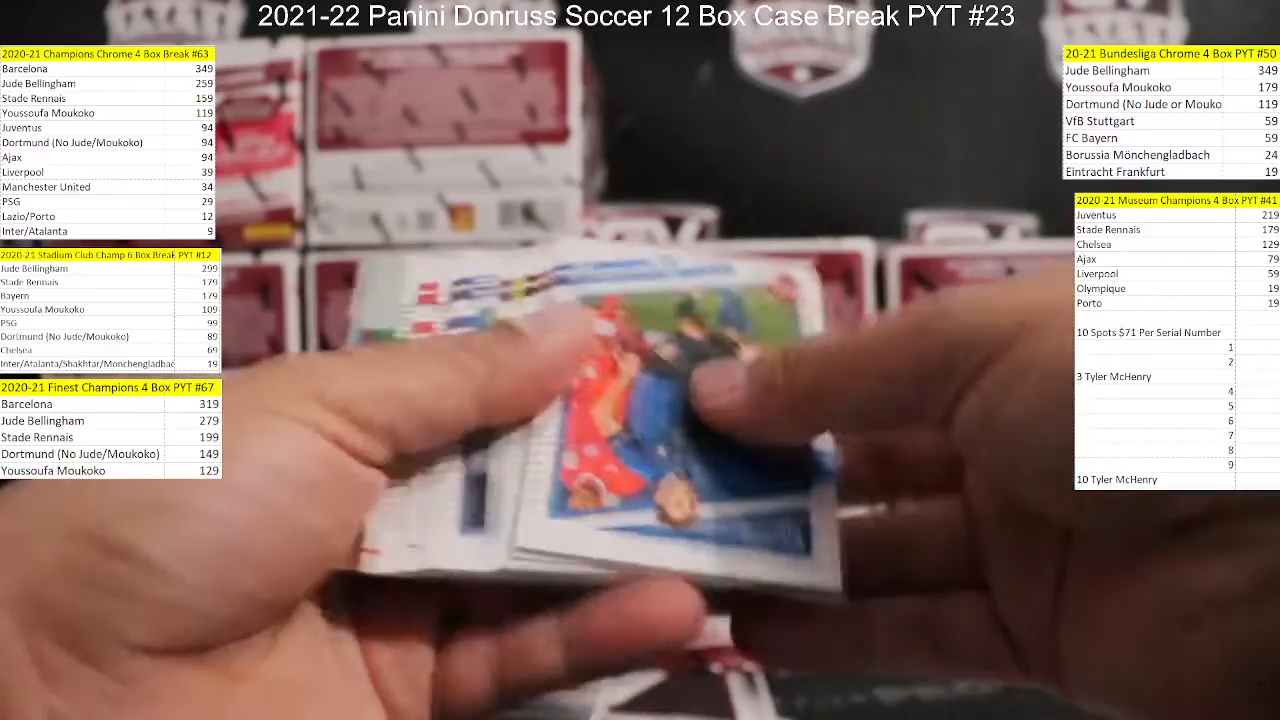 2021-22 Panini Donruss Soccer 12 Box Case Break PYT #23
2020-21 Champions Chrome 4 Box Break #63
Barcelona 349
Jude Bellingham 259
Stade Rennais 159
Youssoufa Moukoko 119
Juventus 94
Dortmund (No Jude/Moukoko) 94
Ajax 94
Liverpool 39
Manchester United 34
PSG 29
Lazio/Porto 12
Inter/Atalanta 9
2020-21 Stadium Club Champ 6 Box Break PYT #12
Jude Bellingham 299
Stade Rennais 179
Bayern 179
Youssoufa Moukoko 109
PSG 99
Dortmund (No Jude/Moukoko) 89
Chelsea 69
Inter/Atalanta/Shakhtar/Monchengladbac 19
2020-21 Finest Champions 4 Box PYT #67
Barcelona 319
Jude Bellingham 279
Stade Rennais 199
Dortmund (No Jude/Moukoko) 149
Youssoufa Moukoko 129
20-21 Bundesliga Chrome 4 Box PYT #50
Jude Bellingham 349
Youssoufa Moukoko 179
Dortmund (No Jude or Mouko 119
VfB Stuttgart 59
FC Bayern 59
Borussia Mönchengladbach 24
Eintracht Frankfurt 19
2020-21 Museum Champions 4 Box PYT #41
Juventus 219
Stade Rennais 179
Chelsea 129
Ajax 79
Liverpool 59
Olympique 19
Porto 19
10 Spots $71 Per Serial Number
1
2
3 Tyler McHenry
4
5
6
7
8
9
10 Tyler McHenry